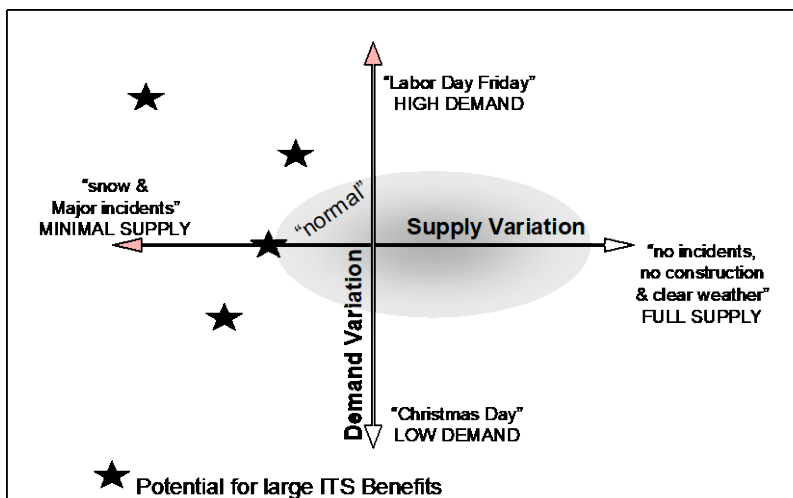 “Labor Day Friday”
HIGH DEMAND
“snow &
Major incidents”
MINIMAL SUPPLY
“normal”
Supply Variation
“no incidents,
no construction
& clear weather”
FULL SUPPLY
Demand Variation
“Christmas Day”
LOW DEMAND
Potential for large ITS Benefits